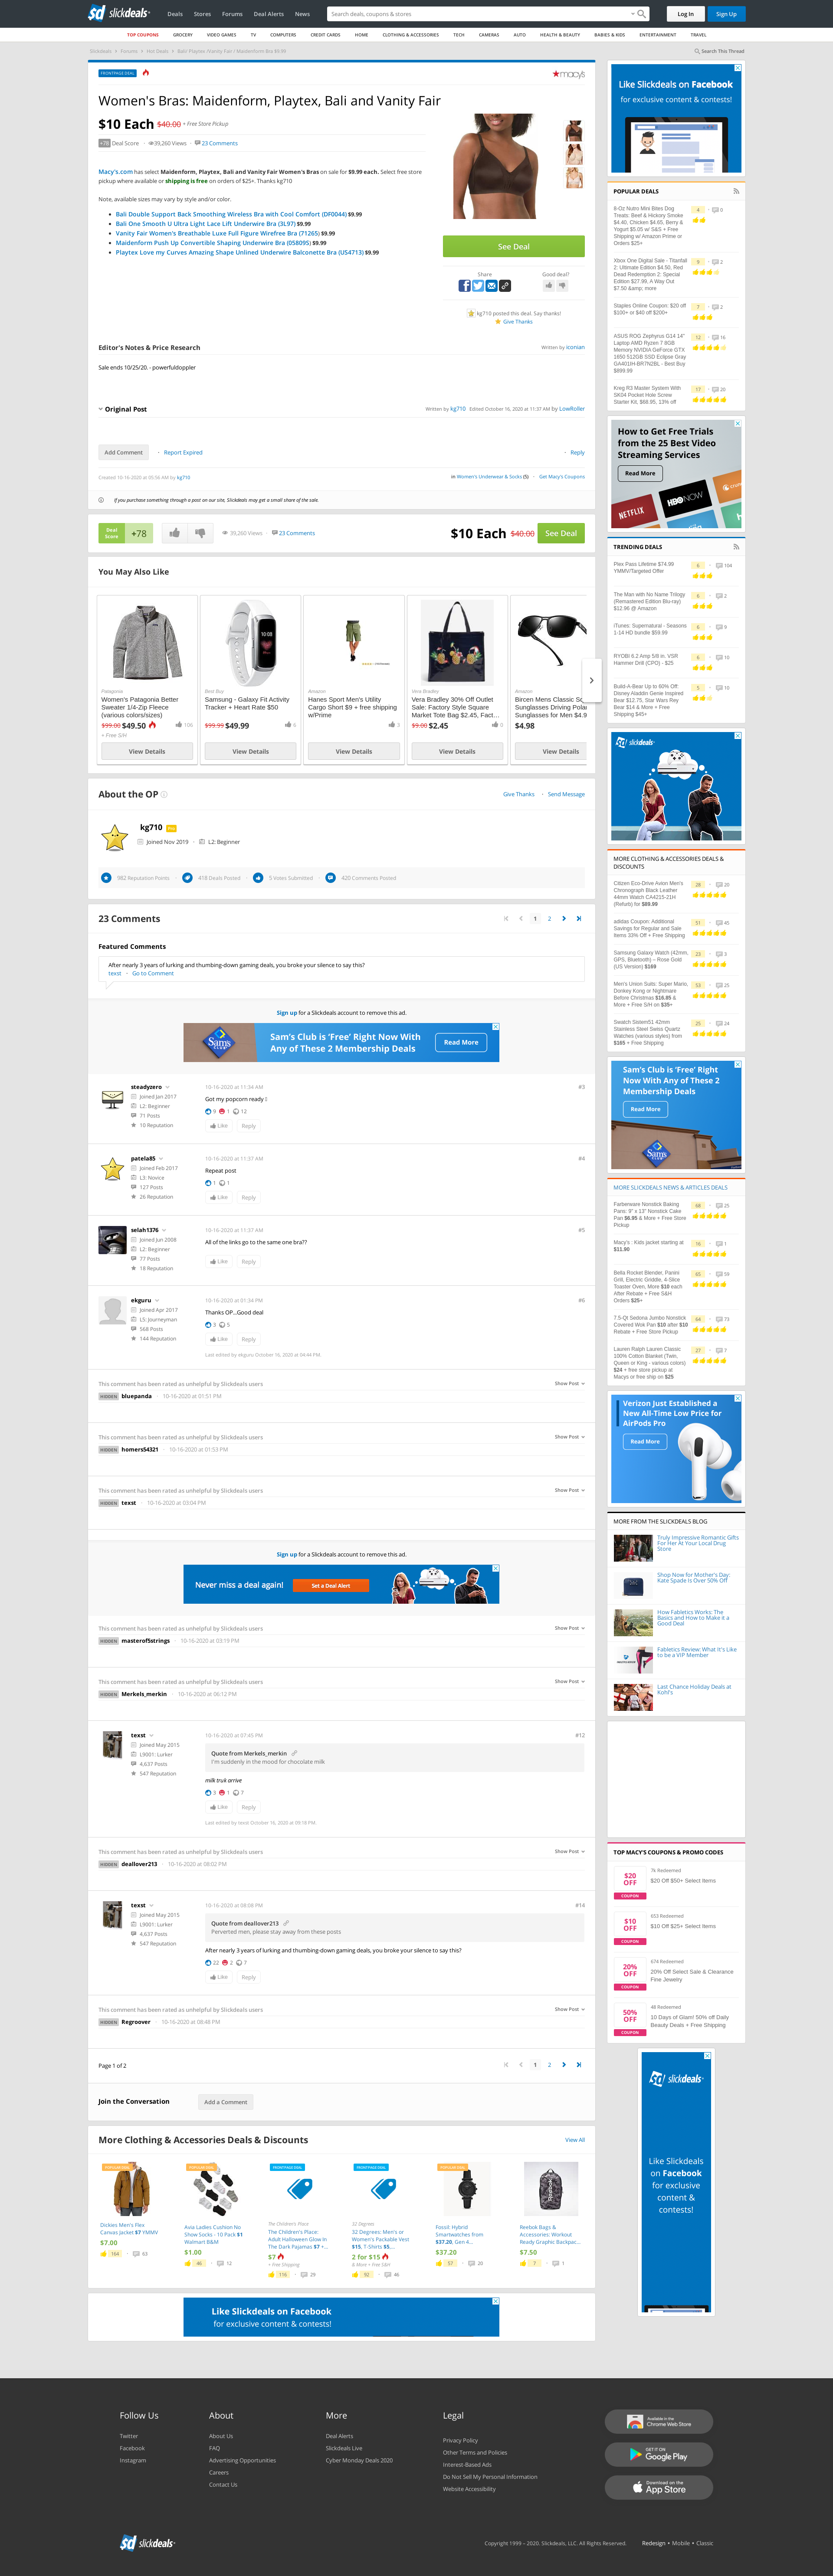 slickdeals
Deals Stores Forums Deal Alerts News
Search deals, coupons & stores
Log In
Sign Up
TOP COUPONS GROCERY VIDEO GAMES TV COMPUTERS CREDIT CARDS HOME CLOTHING & ACCESSORIES TECH CAMERAS AUTO HEALTH & BEAUTY BABIES & KIDS ENTERTAINMENT TRAVEL
Slickdeals Forums Hot Deals Bali/ Playtex /Vanity Fair / Maidenform Bra $9.99
Search This Thread
FRONTPAGE DEAL
macy's
Women's Bras: Maidenform, Playtex, Bali and Vanity Fair
$10 Each $40.00 + Free Store Pickup
+78 Deal Score 39,260 Views 23 Comments
Macy's.com has select Maidenform, Playtex, Bali and Vanity Fair Women's Bras on sale for $9.99 each. Select free store
pickup where available or shipping is free on orders of $25+. Thanks kg710
Note, available sizes may vary by style and/or color.
Bali Double Support Back Smoothing Wireless Bra with Cool Comfort (DF0044) $9.99
Bali One Smooth U Ultra Light Lace Lift Underwire Bra (3L97) $9.99
Vanity Fair Women's Breathable Luxe Full Figure Wirefree Bra (71265) $9.99
Maidenform Push Up Convertible Shaping Underwire Bra (05809S) $9.99
Playtex Love my Curves Amazing Shape Unlined Underwire Balconette Bra (US4713) $9.99
See Deal
Share Good deal?
kg710 posted this deal. Say thanks!
Give Thanks
Editor's Notes & Price Research
Written by iconian
Sale ends 10/25/20. - powerfuldoppler
Original Post
Written by kg710 Edited October 16, 2020 at 11:37 AM by Lowftoller
Add Comment Report Expired
Reply
Created 10-16-2020 at 05:56 AM by kg710
in Women's Underwear & Socks (5) Get Macy's Coupons
If you purchase something through a post on our site, Slickdeals may get a small share of the sale.
Deal Score +78
39,260 Views 23 Comments
$10 Each $40.00 See Deal
You May Also Like
Patagonia
Women's Patagonia Better Sweater 1/4-Zip Fleece (various colors/sizes)
$99.00 $49.50 106
+ Free S/H
View Details
Best Buy
Samsung - Galaxy Fit Activity Tracker + Heart Rate $50
$99.99 $49.99 6
View Details
Amazon
Hanes Sport Men's Utility Cargo Short $9 + free shipping w/Prime
3
View Details
Vera Bradley
Vera Bradley 30% Off Outlet Sale: Factory Style Square Market Tote Bag $2.45, Fact...
$9.00 $2.45 0
View Details
Amazon
Bircen Mens Classic
Sunglasses Driving
Sunglasses for Men $4.9
$4.98
View Details
About the OP
Give Thanks Send Message
kg710
Joined Nov 2019 L2: Beginner
982 Reputation Points 418 Deals Posted 5 Votes Submitted 420 Comments Posted
23 Comments
1 2
Featured Comments
After nearly 3 years of lurking and thumbing-down gaming deals, you broke your silence to say this?
texst Go to Comment
Sign up for a Slickdeals account to remove this ad.
Sam's Club is 'Free' Right Now With
Any of These 2 Membership Deals
Read More
steadyzero
Joined Jan 2017
L2: Beginner
71 Posts
10 Reputation
10-16-2020 at 11:34 AM
#3
Got my popcorn ready
9 1 12
Like Reply
patela85
Joined Feb 2017
L3: Novice
127 Posts
26 Reputation
10-16-2020 at 11:37 AM
#4
Repeat post
1 1
Like Reply
selah1376
Joined Jun 2008
L2: Beginner
77 Posts
18 Reputation
10-16-2020 at 11:37 AM
#5
All of the links go to the same one bra??
Like Reply
ekguru
Joined Apr 2017
L5: Journeyman
568 Posts
144 Reputation
10-16-2020 at 01:34 PM
#6
Thanks OP...Good deal
3 5
Like Reply
Last edited by ekguru October 16, 2020 at 04:44 PM
This comment has been rated as unhelpful by Slickdeals users
Show Post
HIDDEN bluepanda 10-16-2020 at 01:51 PM
This comment has been rated as unhelpful by Slickdeals users
Show Post
HIDDEN homers54321 10-16-2020 at 01:53 PM
This comment has been rated as unhelpful by Slickdeals users
Show Post
HIDDEN texst 10-16-2020 at 03:04 PM
Sign up for a Slickdeals account to remove this ad.
Never miss a deal again! Set a Deal Alert
This comment has been rated as unhelpful by Slickdeals users
Show Post
HIDDEN masterof5strings 10-16-2020 at 03:19 PM
This comment has been rated as unhelpful by Slickdeals users
Show Post
HIDDEN Merkels_merkin 10-16-2020 at 06:12 PM
texst
Joined May 2015
L9001: Lurker
4,637 Posts
547 Reputation
10-16-2020 at 07:45 PM
#12
Quote from Merkels_merkin
I'm suddenly in the mood for chocolate milk
milk truk arrive
3 1 7
Like Reply
Last edited by texst October 16, 2020 at 09:18 PM
This comment has been rated as unhelpful by Slickdeals users
Show Post
HIDDEN deallover213 10-16-2020 at 08:02 PM
texst
Joined May 2015
L9001: Lurker
4,637 Posts
547 Reputation
10-16-2020 at 08:08 PM
#14
Quote from deallover213
Perverted men, please stay away from these posts
After nearly 3 years of lurking and thumbing-down gaming deals, you broke your silence to say this?
22 2 7
Like Reply
This comment has been rated as unhelpful by Slickdeals users
Show Post
HIDDEN Regroover 10-16-2020 at 08:48 PM
Page 1 of 2
1 2
Join the Conversation
Add a Comment
More Clothing & Accessories Deals & Discounts
View All
POPULAR DEAL
Dickies Men's Flex Canvas Jacket $7 YMMV
$7.00
164 63
POPULAR DEAL
Avia Ladies Cushion No Show Socks - 10 Pack $1 Walmart B&M
$1.00
46 12
FRONTPAGE DEAL
The Children's Place
The Children's Place: Adult Halloween Glow In The Dark Pajamas $7 +...
$7
+ Free Shipping
116 29
FRONTPAGE DEAL
32 Degrees
32 Degrees: Men's or Women's Packable Vest $15, T-Shirts $5,...
2 for $15
& More + Free S&H
92 46
POPULAR DEAL
Fossil: Hybrid Smartwatches from $37.20, Gen 4...
$37.20
57 20
Reebok Bags & Accessories: Workout Ready Graphic Backpac...
$7.50
7 1
Like Slickdeals on Facebook
for exclusive content & contests!
Like Slickdeals on Facebook
for exclusive content & contests!
POPULAR DEALS
8-Oz Nutro Mini Bites Dog Treats: Beef & Hickory Smoke $4.40, Chicken $4.65, Berry & Yogurt $5.05 w/ S&S + Free Shipping w/ Amazon Prime or Orders $25+
4 0
Xbox One Digital Sale - Titanfall 2: Ultimate Edition $4.50, Red Dead Redemption 2: Special Edition $27.99, A Way Out $7.50 &amp; more
9 2
Staples Online Coupon: $20 off $100+ or $40 off $200+
7 2
ASUS ROG Zephyrus G14 14" Laptop AMD Ryzen 7 8GB Memory NVIDIA GeForce GTX 1650 512GB SSD Eclipse Gray GA401IH-BR7N2BL - Best Buy $899.99
12 16
Kreg R3 Master System With SK04 Pocket Hole Screw Starter Kit, $68.95, 13% off
17 20
How to Get Free Trials
from the 25 Best Video
Streaming Services
Read More
NETFLIX HBO NOW
TRENDING DEALS
Plex Pass Lifetime $74.99 YMMV/Targeted Offer
6 104
The Man with No Name Trilogy (Remastered Edition Blu-ray) $12.96 @ Amazon
6 2
iTunes: Supernatural - Seasons 1-14 HD bundle $59.99
6 9
RYOBI 6.2 Amp 5/8 in. VSR Hammer Drill (CPO) - $25
6 10
Build-A-Bear Up to 60% Off: Disney Aladdin Genie Inspired Bear $12.75, Star Wars Rey Bear $14 & More + Free Shipping $45+
5 10
slickdeals
MORE CLOTHING & ACCESSORIES DEALS & DISCOUNTS
Citizen Eco-Drive Avion Men's Chronograph Black Leather 44mm Watch CA4215-21H (Refurb) for $89.99
28 20
adidas Coupon: Additional Savings for Regular and Sale Items 33% Off + Free Shipping
51 45
Samsung Galaxy Watch (42mm, GPS, Bluetooth) – Rose Gold (US Version) $169
23 3
Men's Union Suits: Super Mario, Donkey Kong or Nightmare Before Christmas $16.85 & More + Free S/H on $35+
53 25
Swatch Sistem51 42mm Stainless Steel Swiss Quartz Watches (various styles) from $165 + Free Shipping
25 24
Sam's Club is 'Free' Right
Now With Any of These 2
Membership Deals
Read More
MORE SLICKDEALS NEWS & ARTICLES DEALS
Farberware Nonstick Baking Pans: 9" x 13" Nonstick Cake Pan $6.95 & More + Free Store Pickup
68 25
Macy's : Kids jacket starting at $11.90
16 1
Bella Rocket Blender, Panini Grill, Electric Griddle, 4-Slice Toaster Oven, More $10 each After Rebate + Free S&H Orders $25+
65 59
7.5-Qt Sedona Jumbo Nonstick Covered Wok Pan $10 after $10 Rebate + Free Store Pickup
64 73
Lauren Ralph Lauren Classic 100% Cotton Blanket (Twin, Queen or King - various colors) $24 + free store pickup at Macys or free ship on $25
27 7
Verizon Just Established a
New All-Time Low Price for
AirPods Pro
Read More
MORE FROM THE SLICKDEALS BLOG
Truly Impressive Romantic Gifts For Her At Your Local Drug Store
Shop Now for Mother's Day: Kate Spade Is Over 50% Off
How Fabletics Works: The Basics and How to Make it a Good Deal
Fabletics Review: What It's Like to be a VIP Member
Last Chance Holiday Deals at Kohl's
TOP MACY'S COUPONS & PROMO CODES
$20 OFF COUPON
7k Redeemed
$20 Off $50+ Select Items
$10 OFF COUPON
653 Redeemed
$10 Off $25+ Select Items
20% OFF COUPON
674 Redeemed
20% Off Select Sale & Clearance Fine Jewelry
50% OFF COUPON
48 Redeemed
10 Days of Glam! 50% off Daily Beauty Deals + Free Shipping
slickdeals
Like Slickdeals
on Facebook
for exclusive
content &
contests!
Follow Us
Twitter
Facebook
Instagram
About
About Us
FAQ
Advertising Opportunities
Careers
Contact Us
More
Deal Alerts
Slickdeals Live
Cyber Monday Deals 2020
Legal
Privacy Policy
Other Terms and Policies
Interest-Based Ads
Do Not Sell My Personal Information
Website Accessibility
Available in the Chrome Web Store
GET IT ON Google Play
Download on the App Store
slickdeals
Copyright 1999 – 2020. Slickdeals, LLC. All Rights Reserved.
Redesign • Mobile • Classic